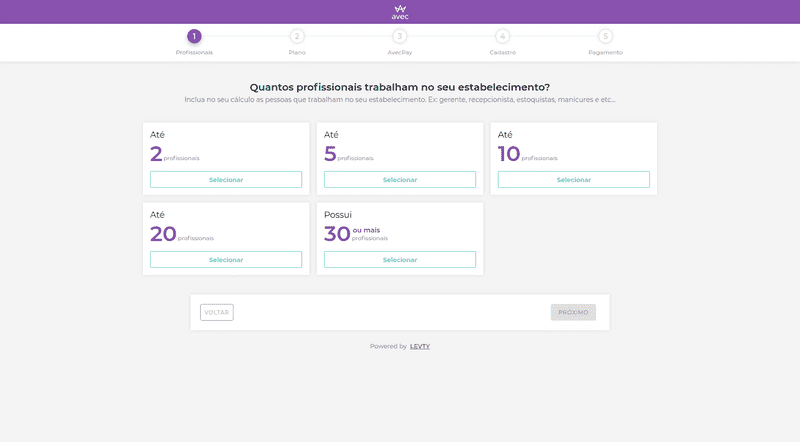 avec
1 2 3 4 5
Profissionais Plano AvecPay Cadastro Pagamento
Quantos profissionais trabalham no seu estabelecimento?
Inclua no seu cálculo as pessoas que trabalham no seu estabelecimento. Ex: gerente, recepcionista, estoquistas, manicures e etc...
Até
2 profissionais
Selecionar
Até
5 profissionais
Selecionar
Até
10 profissionais
Selecionar
Até
20 profissionais
Selecionar
Possui
30 ou mais
profissionais
Selecionar
VOLTAR PRÓXIMO
Powered by LEVTY